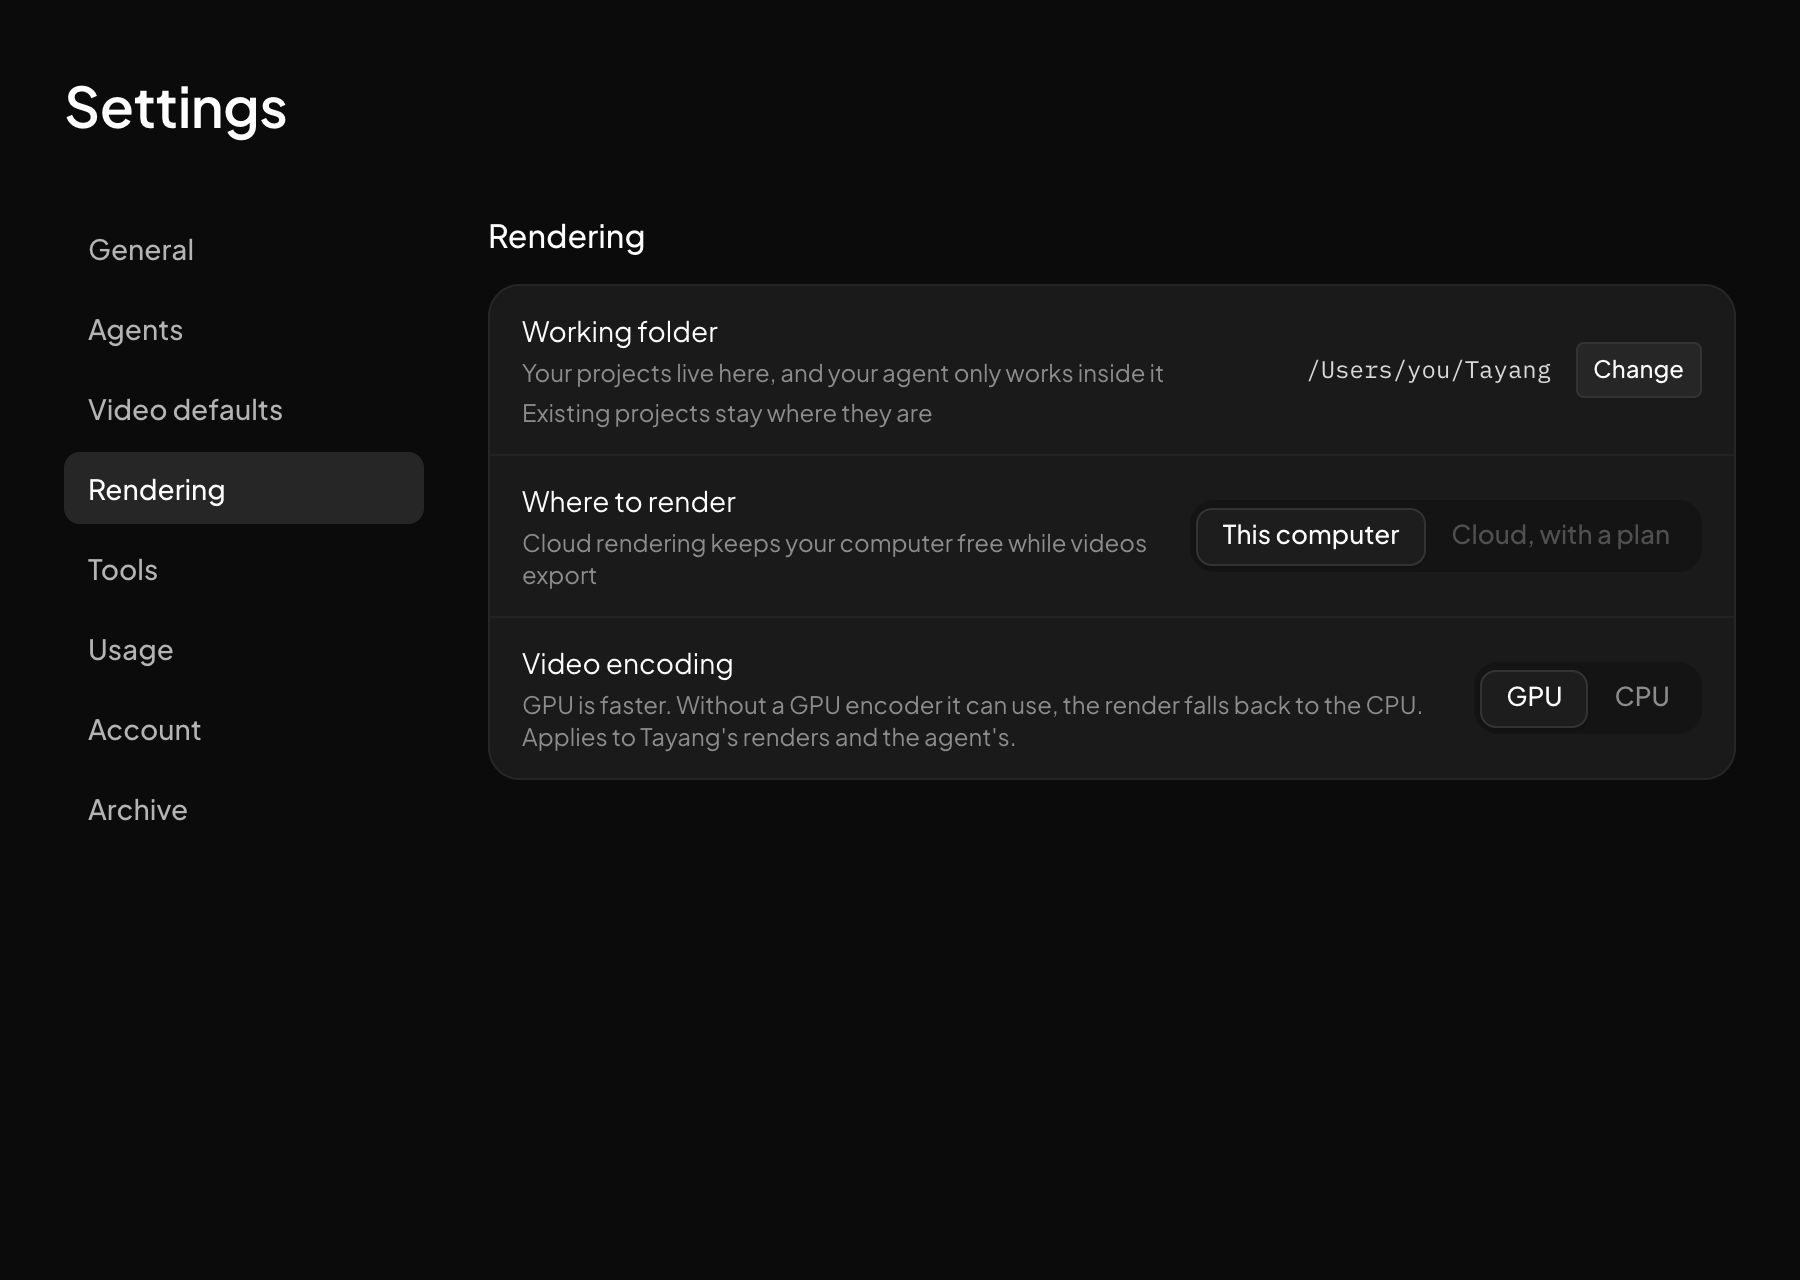 Settings
General
Agents
Video defaults
Rendering
Tools
Usage
Account
Archive
Rendering
Working folder
Your projects live here, and your agent only works inside it
Existing projects stay where they are
/Users/you/Tayang
Change
Where to render
Cloud rendering keeps your computer free while videos
export
This computer
Cloud, with a plan
Video encoding
GPU is faster. Without a GPU encoder it can use, the render falls back to the CPU.
Applies to Tayang's renders and the agent's.
GPU
CPU